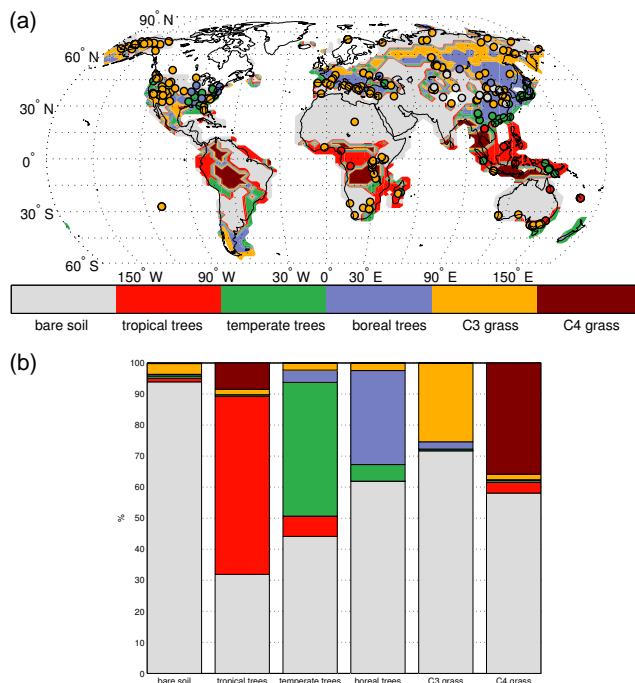 (a)
90° N
60° N
30° N
0°
30° S
60° S
150 W 90 W 30 W 0 30 E 90 E 150 E
bare soil tropical trees temperate trees boreal trees C3 grass C4 grass
(b)
100
90
80
70
60
50
40
30
20
10
0
%
bare soil tropical trees temperate trees boreal trees C3 grass C4 grass